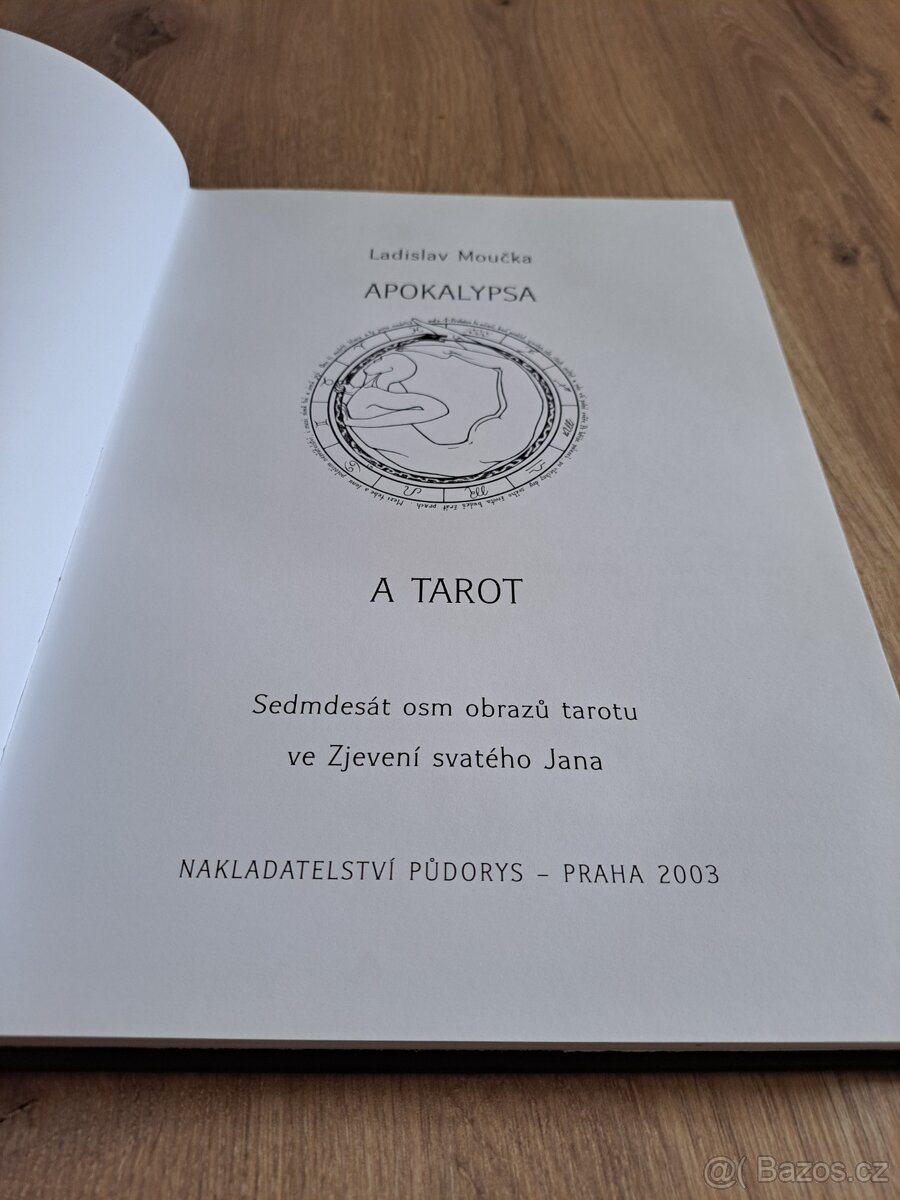 Ladislav Moučka
APOKALYPSA
A TAROT
Sedmdesát osm obrazů tarotu
ve Zjevení svatého Jana
NAKLADATELSTVÍ PŮDORYS – PRAHA 2003
@( Bazos.cz